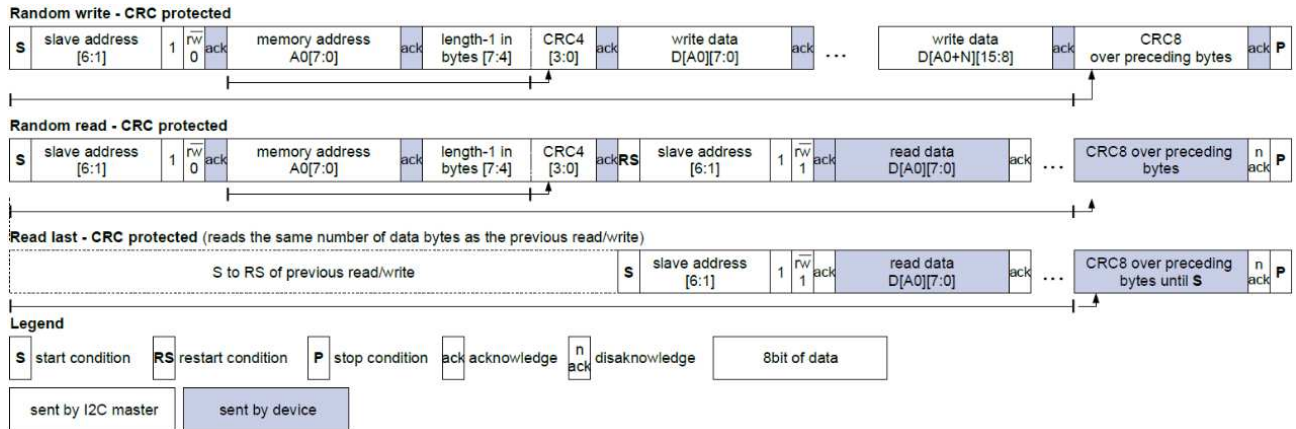 Random write - CRC protected
S slave address [6:1] 1 rw 0 ack memory address A0[7:0] ack length-1 in bytes [7:4] CRC4 [3:0] ack write data D[A0][7:0] ack ... write data D[A0+N][15:8] ack CRC8 over preceding bytes ack P
Random read - CRC protected
S slave address [6:1] 1 rw 0 ack memory address A0[7:0] ack length-1 in bytes [7:4] CRC4 [3:0] ack RS slave address [6:1] 1 rw 1 ack read data D[A0][7:0] ack ... CRC8 over preceding bytes n ack P
Read last - CRC protected (reads the same number of data bytes as the previous read/write)
S to RS of previous read/write S slave address [6:1] 1 rw 1 ack read data D[A0][7:0] ack ... CRC8 over preceding bytes until S n ack P
Legend
S start condition RS restart condition P stop condition ack acknowledge n ack disaknowledge 8bit of data
sent by I2C master sent by device